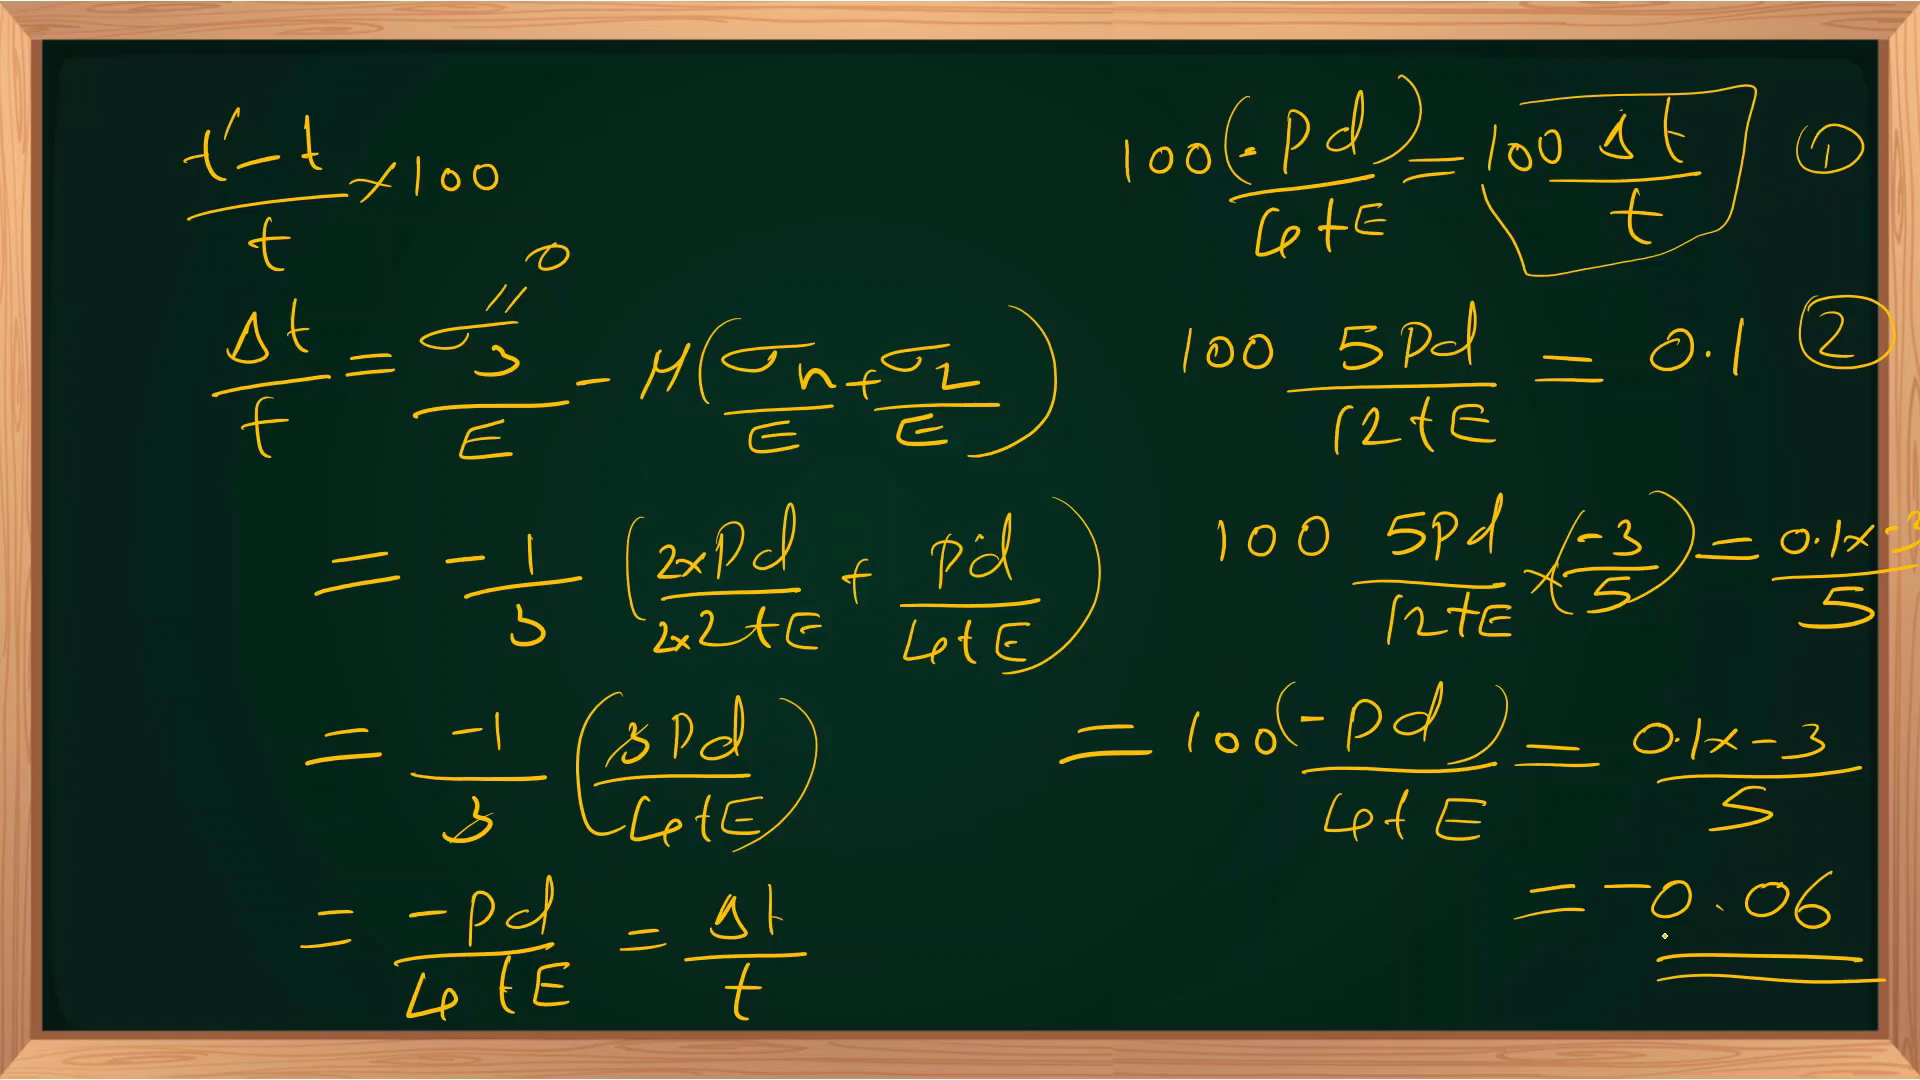 (t' - t)/t × 100
Δt/t = σ3/E - μ(σn/E + σ2/E) = 0
= -1/3 (2×Pd/2×2tE + Pd/4tE)
= -1/3 (3Pd/4tE)
= -Pd/4tE = Δt/t
100(-Pd/4tE) = 100 Δt/t ①
100 5Pd/12tE = 0.1 ②
100 5Pd/12tE × (-3/5) = 0.1×-3/5
= 100(-Pd/4tE) = 0.1×-3/5
= -0.06